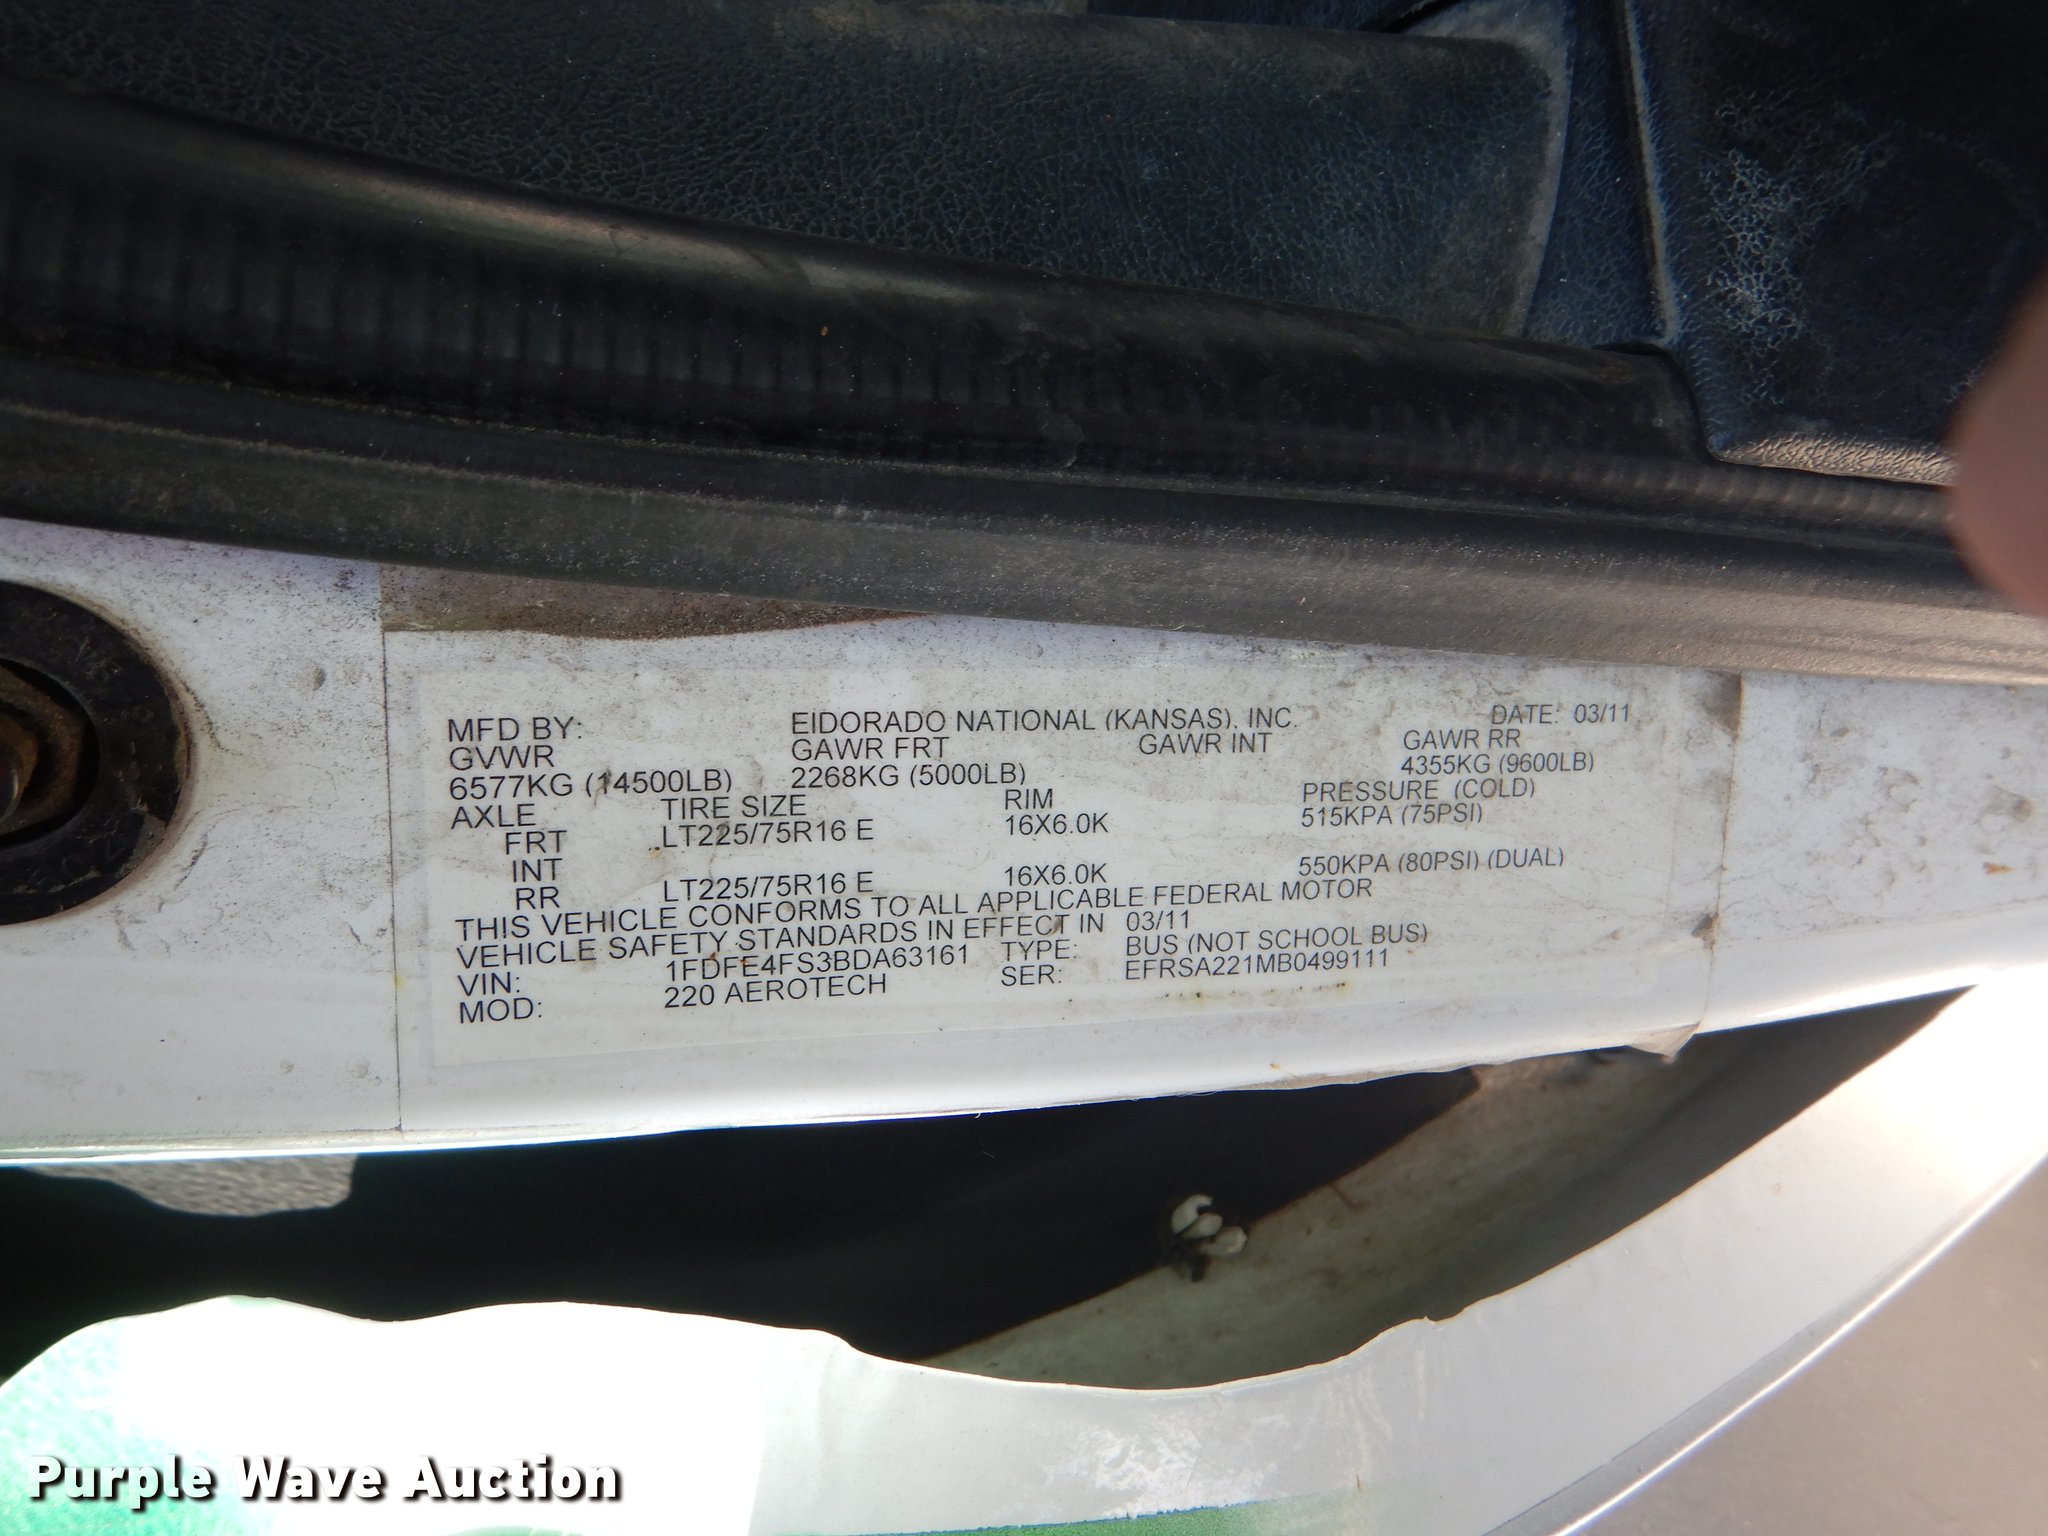 MFD BY: EIDORADO NATIONAL (KANSAS), INC. DATE: 03/11
GVWR GAWR FRT GAWR INT GAWR RR
6577KG (14500LB) 2268KG (5000LB) 4355KG (9600LB)
AXLE TIRE SIZE RIM PRESSURE (COLD)
FRT LT225/75R16 E 16X6.0K 515KPA (75PSI)
INT
RR LT225/75R16 E 16X6.0K 550KPA (80PSI) (DUAL)
THIS VEHICLE CONFORMS TO ALL APPLICABLE FEDERAL MOTOR
VEHICLE SAFETY STANDARDS IN EFFECT IN 03/11
VIN: 1FDFE4FS3BDA63161 TYPE: BUS (NOT SCHOOL BUS)
MOD: 220 AEROTECH SER: EFRSA221MB0499111
Purple Wave Auction